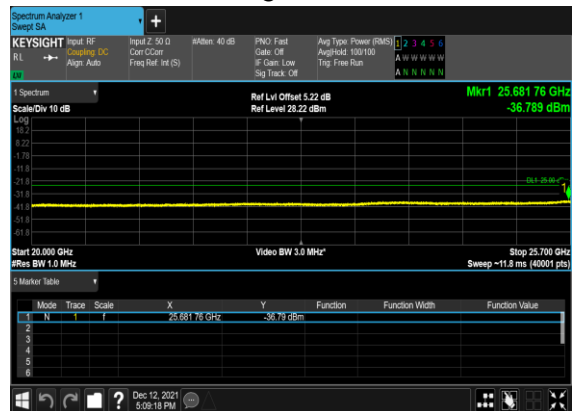 Spectrum Analyzer 1
Swept SA
KEYSIGHT Input: RF Input Z: 50 Ω #Atten: 40 dB PNO: Fast Avg Type: Power (RMS) 1 2 3 4 5 6
RL Coupling: DC Corr CCorr Gate: Off Avg|Hold: 100/100 A W W W W W
Align: Auto Freq Ref: Int (S) IF Gain: Low Trig: Free Run
LW Sig Track: Off A N N N N N
1 Spectrum Ref Lvl Offset 5.22 dB Mkr1 25.681 76 GHz
Scale/Div 10 dB Ref Level 28.22 dBm -36.789 dBm
Log
18.2
8.22
-1.78
-11.8
-21.8 DL1 -25.00
-31.8 1
-41.8
-51.8
-61.8
Start 20.000 GHz Video BW 3.0 MHz* Stop 25.700 GHz
#Res BW 1.0 MHz Sweep ~11.8 ms (40001 pts)
5 Marker Table
Mode Trace Scale X Y Function Function Width Function Value
1 N 1 f 25.681 76 GHz -36.79 dBm
2
3
4
5
6
? Dec 12, 2021
5:09:18 PM